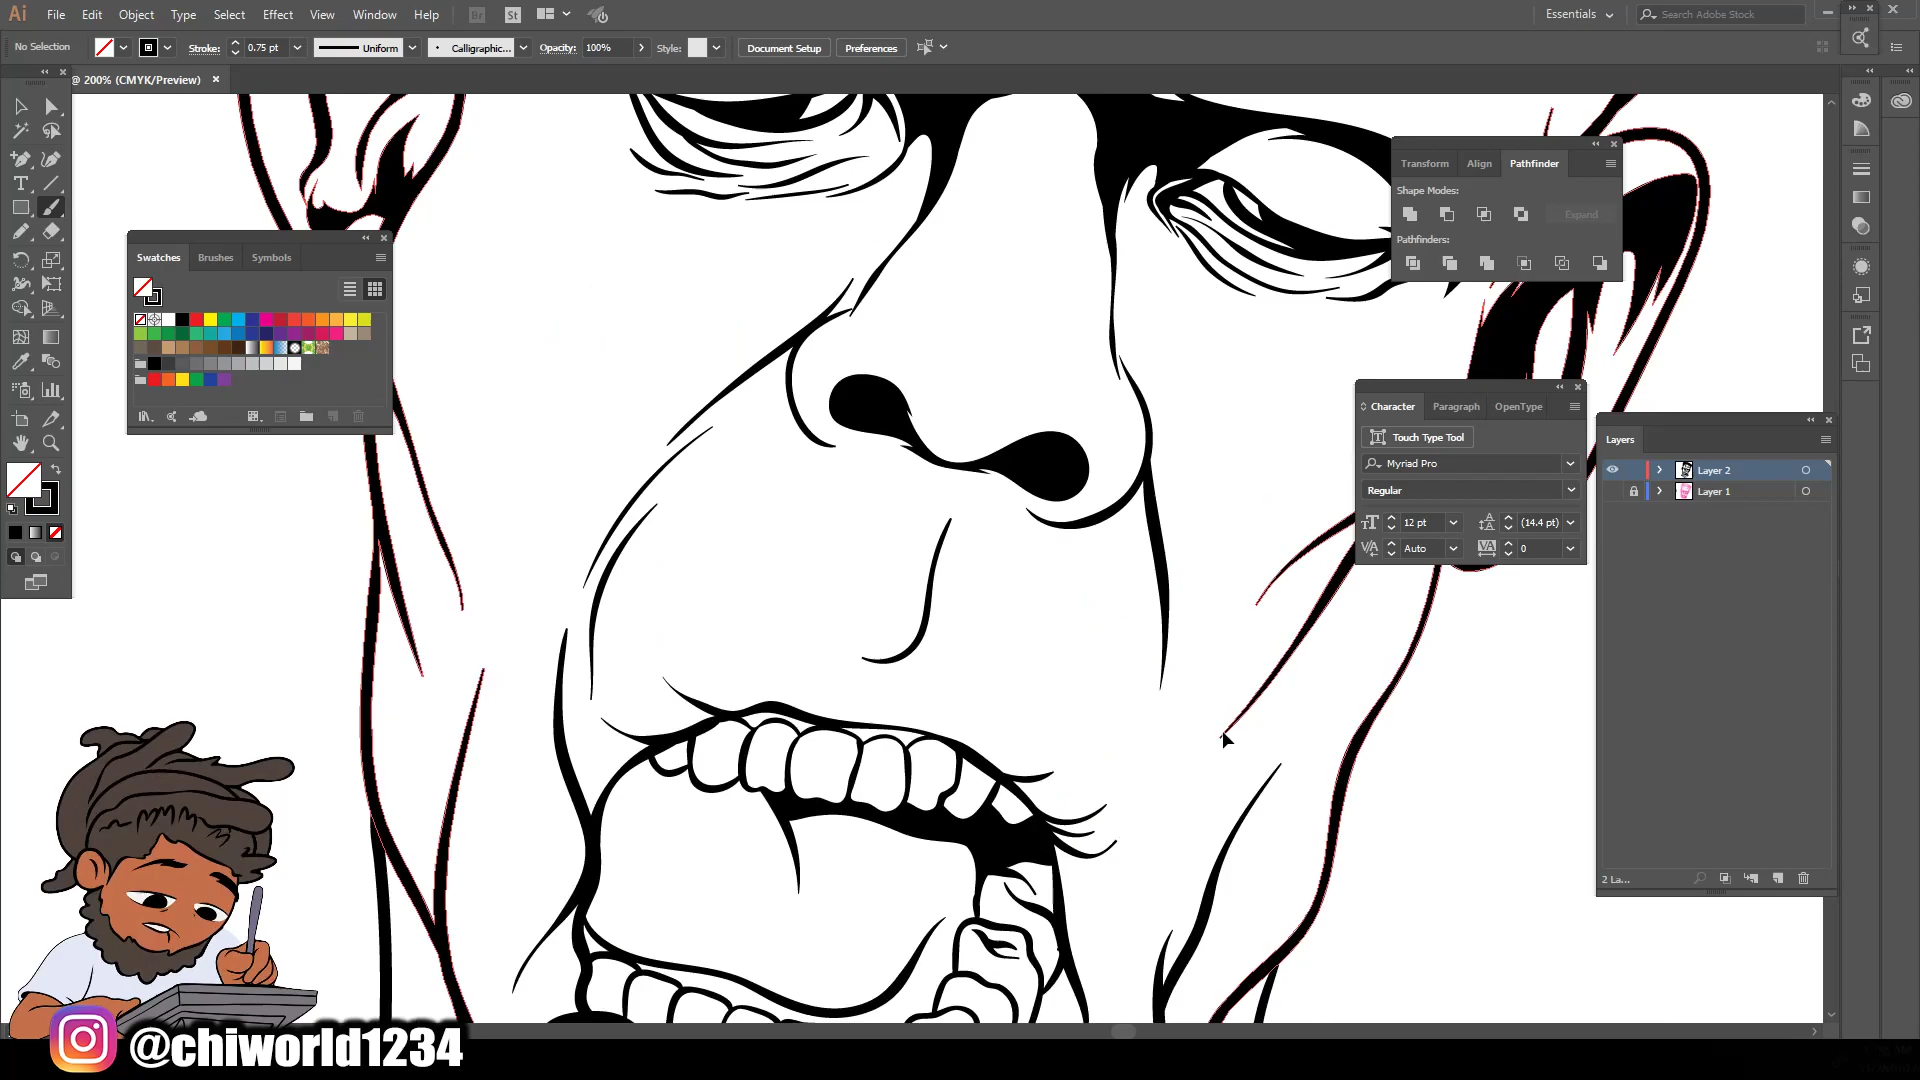 Ai File Edit Object Type Select Effect View Window Help Br St Essentials Search Adobe Stock
No Selection Stroke: 0.75 pt Uniform Calligraphic... Opacity: 100% Style: Document Setup Preferences
@ 200% (CMYK/Preview)
Transform Align Pathfinder
Shape Modes:
Expand
Pathfinders:
Swatches Brushes Symbols
Character Paragraph OpenType
Touch Type Tool
Myriad Pro
Regular
12 pt (14.4 pt)
Auto 0
Layers
Layer 2
Layer 1
2 La...
@chiworld1234